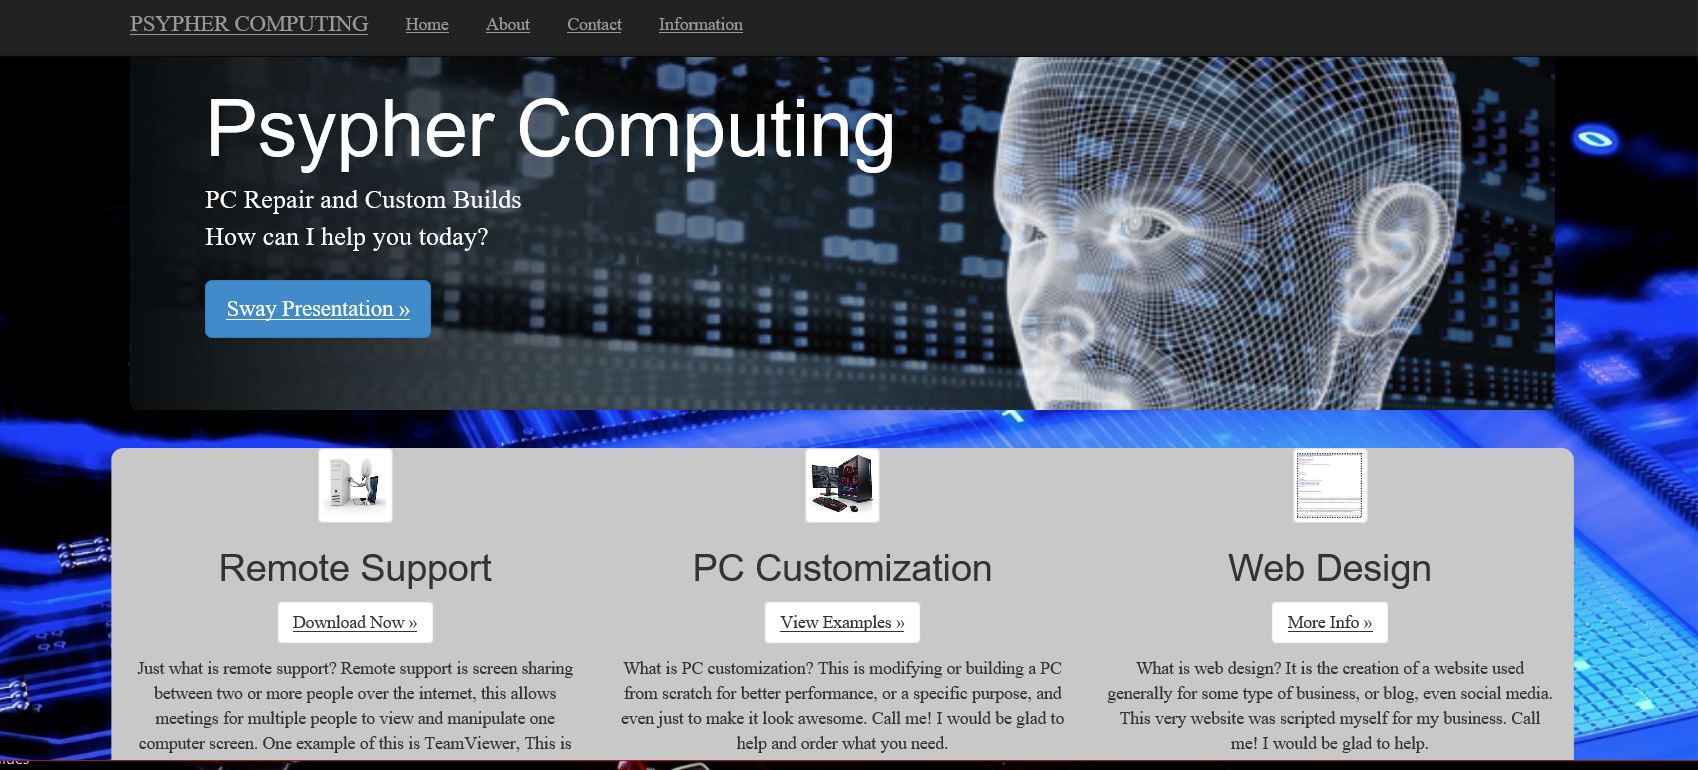 PSYPHER COMPUTING Home About Contact Information
Psypher Computing
PC Repair and Custom Builds
How can I help you today?
Sway Presentation »
Remote Support
Download Now »
Just what is remote support? Remote support is screen sharing
between two or more people over the internet, this allows
meetings for multiple people to view and manipulate one
computer screen. One example of this is TeamViewer, This is
PC Customization
View Examples »
What is PC customization? This is modifying or building a PC
from scratch for better performance, or a specific purpose, and
even just to make it look awesome. Call me! I would be glad to
help and order what you need.
Web Design
More Info »
What is web design? It is the creation of a website used
generally for some type of business, or blog, even social media.
This very website was scripted myself for my business. Call
me! I would be glad to help.